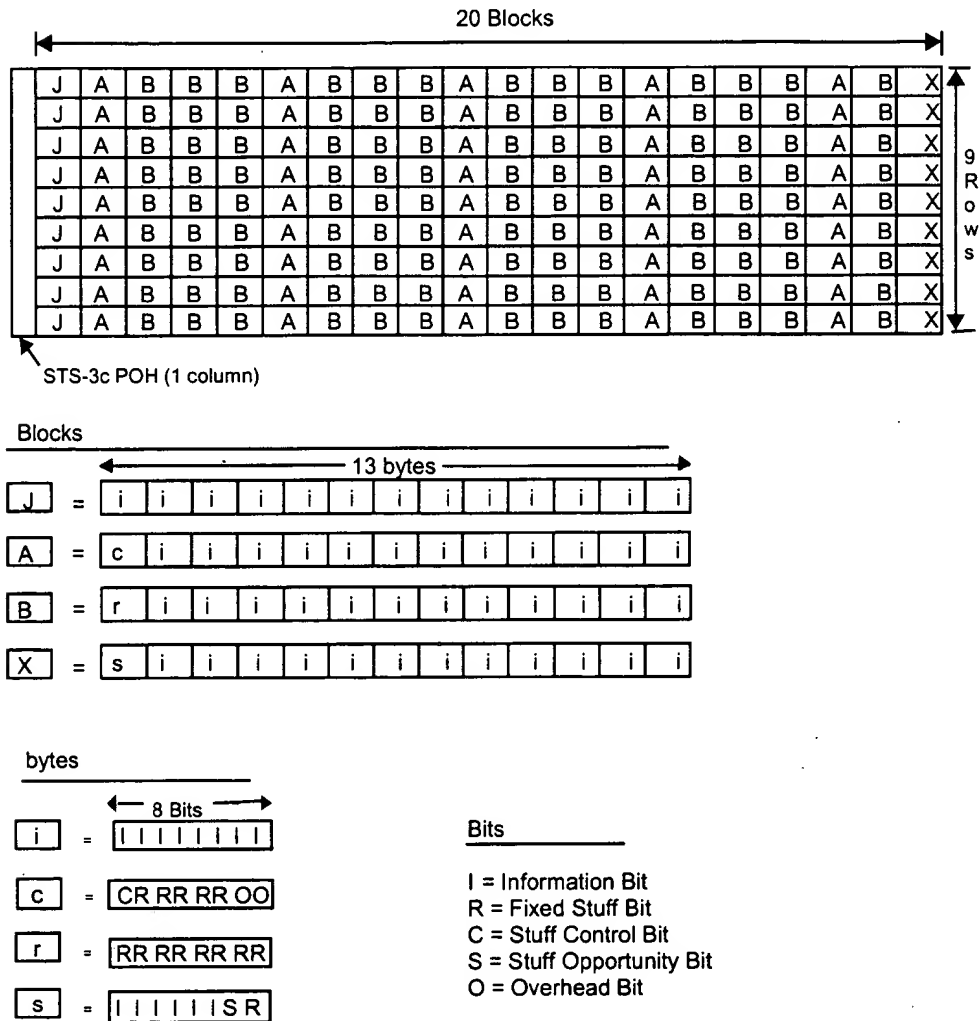 20 Blocks
J A B B B A B B B A B B B A B B B A B X
J A B B B A B B B A B B B A B B B A B X
J A B B B A B B B A B B B A B B B A B X
J A B B B A B B B A B B B A B B B A B X
J A B B B A B B B A B B B A B B B A B X
J A B B B A B B B A B B B A B B B A B X
J A B B B A B B B A B B B A B B B A B X
J A B B B A B B B A B B B A B B B A B X
J A B B B A B B B A B B B A B B B A B X
9 Rows
STS-3c POH (1 column)
Blocks
13 bytes
J = i i i i i i i i i i i i i
A = c i i i i i i i i i i i i
B = r i i i i i i i i i i i i
X = s i i i i i i i i i i i i
bytes
8 Bits
i = I I I I I I I I
c = CR RR RR OO
r = RR RR RR RR
s = I I I I I I S R
Bits
I = Information Bit
R = Fixed Stuff Bit
C = Stuff Control Bit
S = Stuff Opportunity Bit
O = Overhead Bit